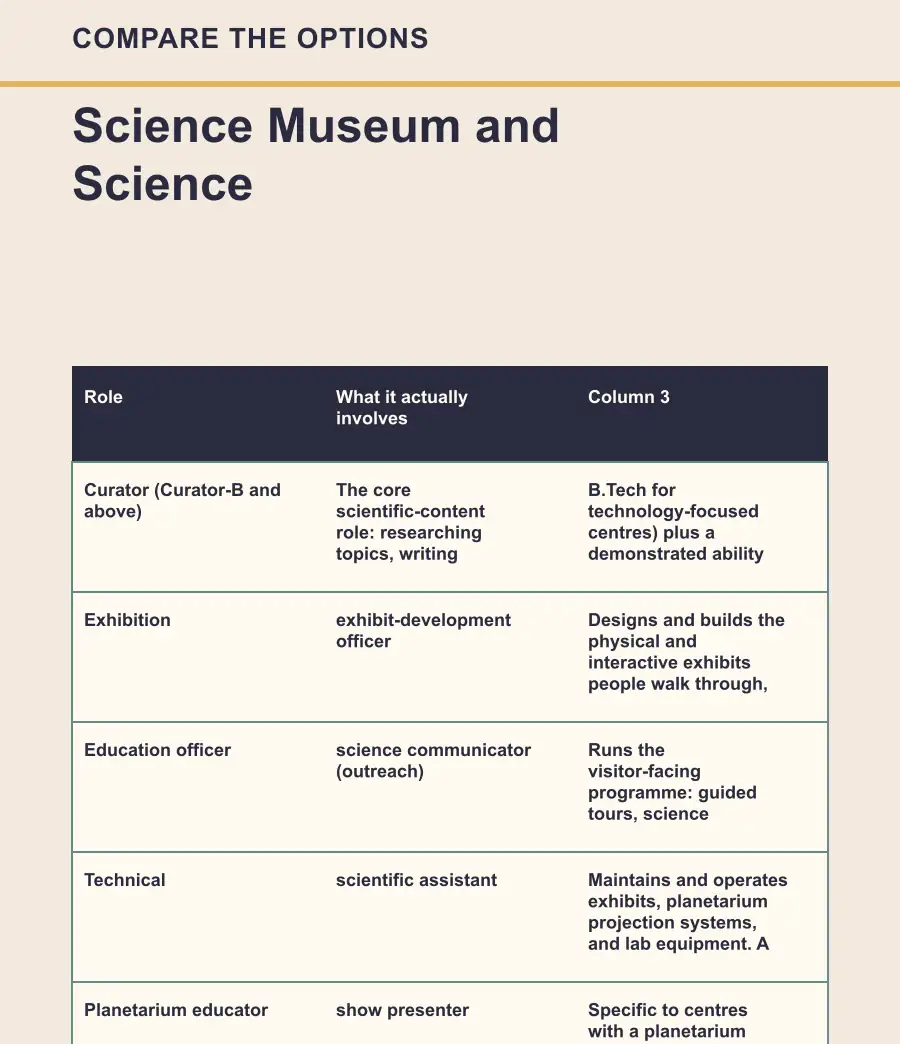 COMPARE THE OPTIONS
Science Museum and
Science
Role
What it actually
involves
Column 3
Curator (Curator-B and
above)
The core
scientific-content
role: researching
topics, writing
B.Tech for
technology-focused
centres) plus a
demonstrated ability
Exhibition
exhibit-development
officer
Designs and builds the
physical and
interactive exhibits
people walk through,
Education officer
science communicator
(outreach)
Runs the
visitor-facing
programme: guided
tours, science
Technical
scientific assistant
Maintains and operates
exhibits, planetarium
projection systems,
and lab equipment. A
Planetarium educator
show presenter
Specific to centres
with a planetarium